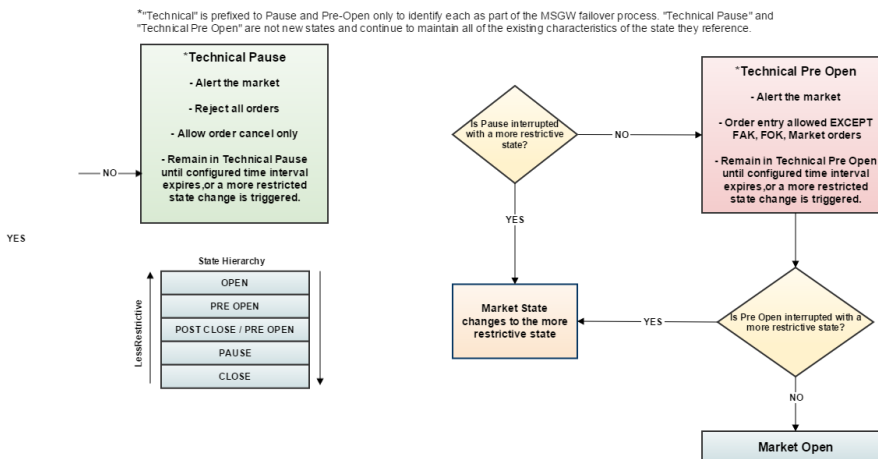 *"Technical" is prefixed to Pause and Pre-Open only to identify each as part of the MSGW failover process. "Technical Pause" and
"Technical Pre Open" are not new states and continue to maintain all of the existing characteristics of the state they reference.
*Technical Pause
- Alert the market
- Reject all orders
- Allow order cancel only
- Remain in Technical Pause
until configured time interval
expires,or a more restricted
state change is triggered.
NO
YES
State Hierarchy
LessRestrictive
OPEN
PRE OPEN
POST CLOSE / PRE OPEN
PAUSE
CLOSE
Is Pause interrupted
with a more restrictive
state?
NO
YES
*Technical Pre Open
- Alert the market
- Order entry allowed EXCEPT
FAK, FOK, Market orders
- Remain in Technical Pre Open
until configured time interval
expires,or a more restricted
state change is triggered.
Market State
changes to the more
restrictive state
YES
Is Pre Open interrupted with a
more restrictive state?
NO
Market Open